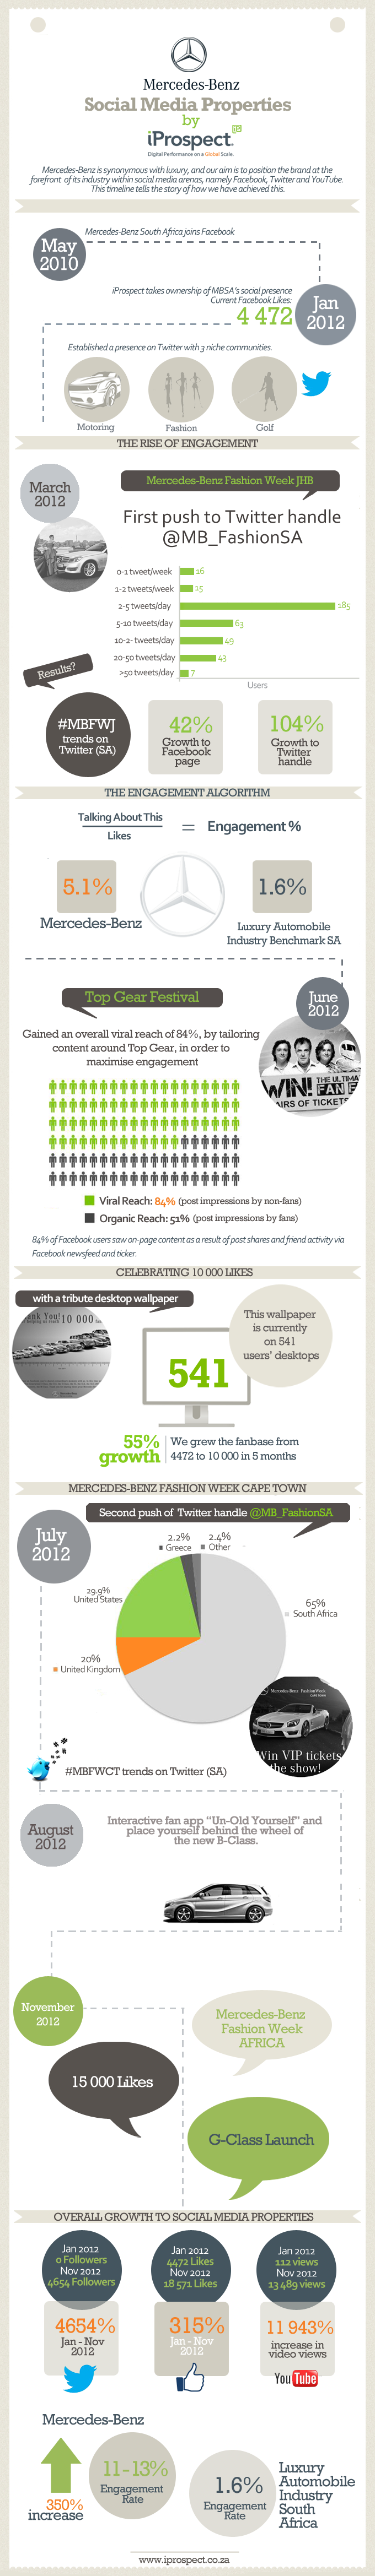 Mercedes-Benz
Social Media Properties
by
iProspect.
Digital Performance on a Global Scale.
Mercedes-Benz is synonymous with luxury, and our aim is to position the brand at the
forefront of its industry within social media arenas, namely Facebook, Twitter and YouTube.
This timeline tells the story of how we have achieved this.
May
2010
Mercedes-Benz South Africa joins Facebook
iProspect takes ownership of MBSA's social presence
Current Facebook Likes:
4 472
Jan
2012
Established a presence on Twitter with 3 niche communities.
Motoring
Fashion
Golf
THE RISE OF ENGAGEMENT
March
2012
Mercedes-Benz Fashion Week JHB
First push to Twitter handle
@MB_FashionSA
0-1 tweet/week 16
1-2 tweets/week 15
2-5 tweets/day 185
5-10 tweets/day 63
10-2- tweets/day 49
20-50 tweets/day 43
>50 tweets/day 7
Users
Results?
#MBFWJ
trends on
Twitter (SA)
42%
Growth to
Facebook
page
104%
Growth to
Twitter
handle
THE ENGAGEMENT ALGORITHM
Talking About This
Likes
= Engagement %
5.1%
Mercedes-Benz
1.6%
Luxury Automobile
Industry Benchmark SA
Top Gear Festival
June
2012
Gained an overall viral reach of 84%, by tailoring
content around Top Gear, in order to
maximise engagement
WIN!
THE ULTIMA
FAN E
AIRS OF TICKETS
Viral Reach: 84% (post impressions by non-fans)
Organic Reach: 51% (post impressions by fans)
84% of Facebook users saw on-page content as a result of post shares and friend activity via
Facebook newsfeed and ticker.
CELEBRATING 10 000 LIKES
with a tribute desktop wallpaper
ank You!
10 000
This wallpaper
is currently
on 541
users' desktops
541
55%
growth
We grew the fanbase from
4472 to 10 000 in 5 months
MERCEDES-BENZ FASHION WEEK CAPE TOWN
Second push of Twitter handle @MB_FashionSA
July
2012
2.2%
Greece
2.4%
Other
29.9%
United States
65%
South Africa
20%
United Kingdom
Mercedes-Benz FashionWeek
CAPE TOWN
Win VIP tickets
the show!
#MBFWCT trends on Twitter (SA)
August
2012
Interactive fan app "Un-Old Yourself" and
place yourself behind the wheel of
the new B-Class.
November
2012
Mercedes-Benz
Fashion Week
AFRICA
15 000 Likes
G-Class Launch
OVERALL GROWTH TO SOCIAL MEDIA PROPERTIES
Jan 2012
0 Followers
Nov 2012
4654 Followers
Jan 2012
4472 Likes
Nov 2012
18 571 Likes
Jan 2012
112 views
Nov 2012
13 489 views
4654%
Jan - Nov
2012
315%
Jan - Nov
2012
11 943%
increase in
video views
You Tube
Mercedes-Benz
350%
increase
11-13%
Engagement
Rate
1.6%
Engagement
Rate
Luxury
Automobile
Industry
South
Africa
www.iprospect.co.za